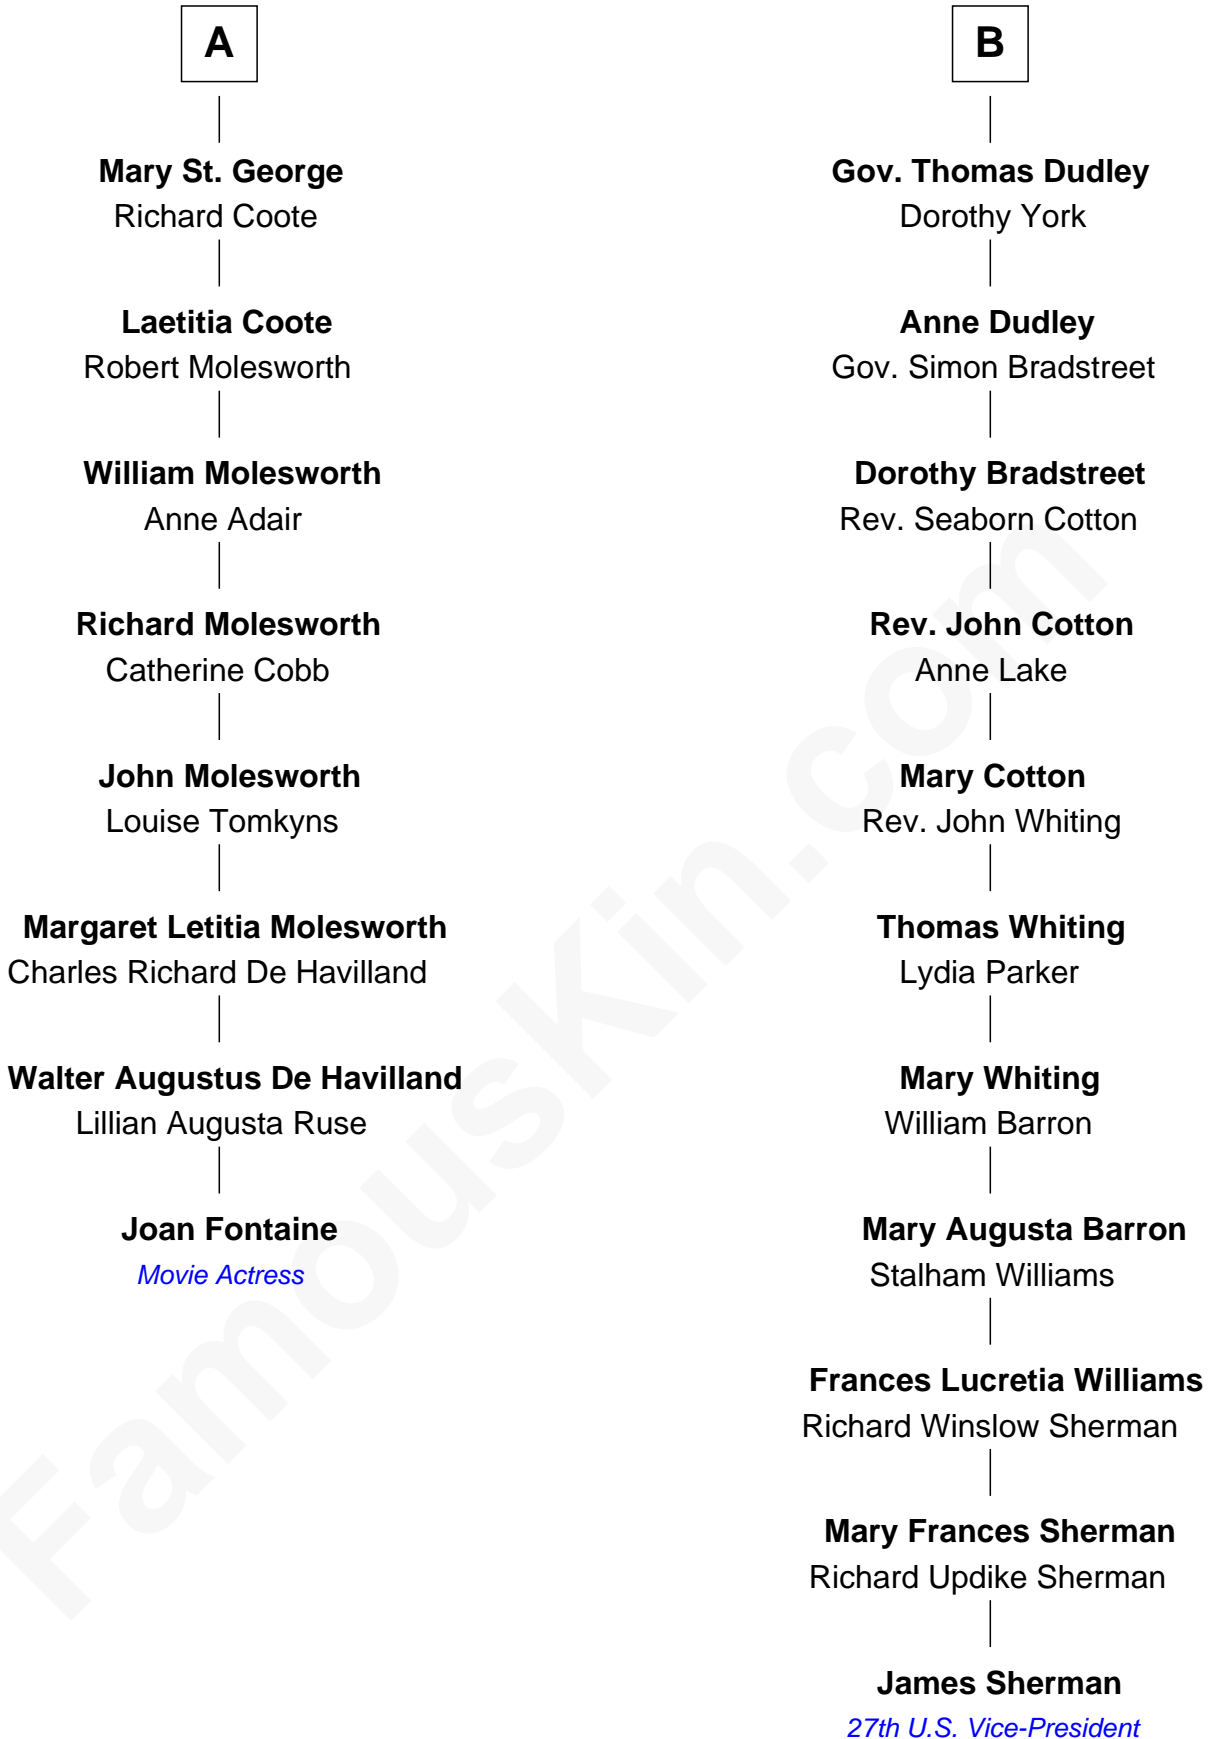 A
Mary St. George
Richard Coote
Laetitia Coote
Robert Molesworth
William Molesworth
Anne Adair
Richard Molesworth
Catherine Cobb
John Molesworth
Louise Tomkyns
Margaret Letitia Molesworth
Charles Richard De Havilland
Walter Augustus De Havilland
Lillian Augusta Ruse
Joan Fontaine
Movie Actress
B
Gov. Thomas Dudley
Dorothy York
Anne Dudley
Gov. Simon Bradstreet
Dorothy Bradstreet
Rev. Seaborn Cotton
Rev. John Cotton
Anne Lake
Mary Cotton
Rev. John Whiting
Thomas Whiting
Lydia Parker
Mary Whiting
William Barron
Mary Augusta Barron
Stalham Williams
Frances Lucretia Williams
Richard Winslow Sherman
Mary Frances Sherman
Richard Updike Sherman
James Sherman
27th U.S. Vice-President
FamousKin.com